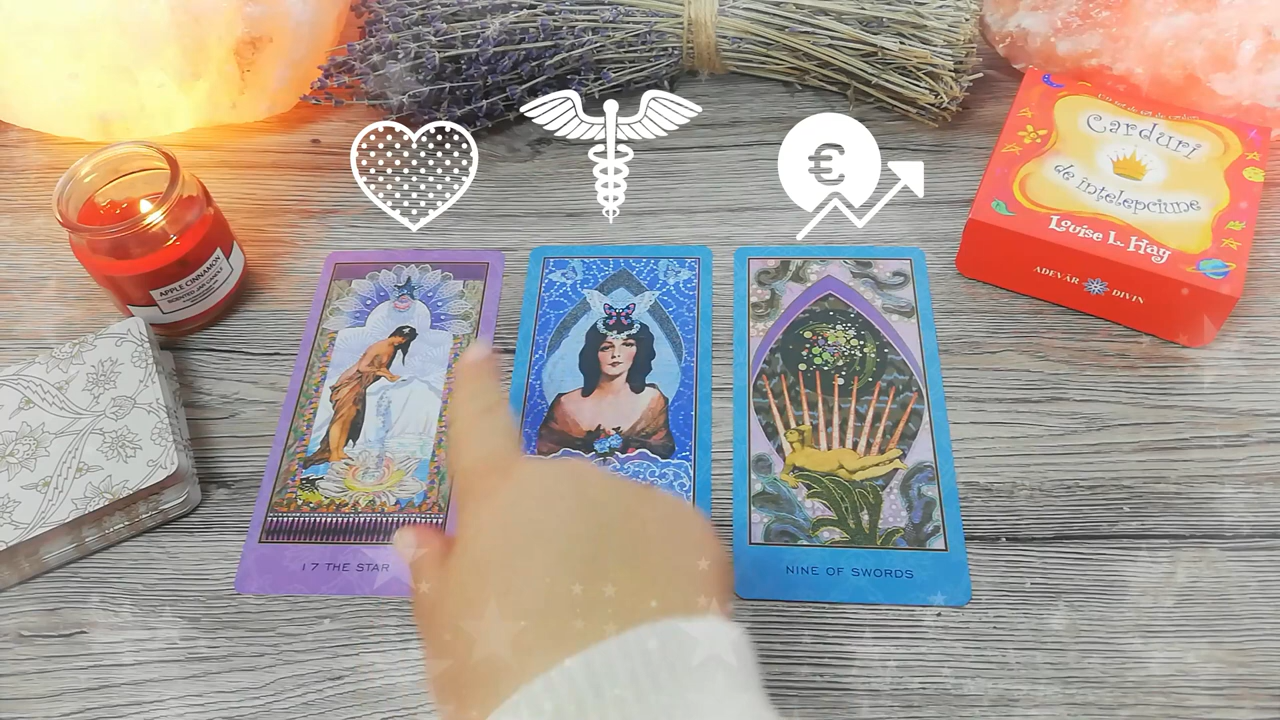 Carduri
de înțelepciune
Louise L. Hay
ADEVĂR DIVIN
€
APPLE CINNAMON
SCENTED JAR CANDLE
17 THE STAR
NINE OF SWORDS